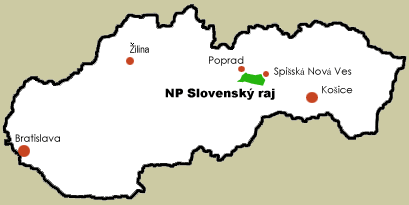 Žilina
Poprad
Spišská Nová Ves
NP Slovenský raj
Košice
Bratislava